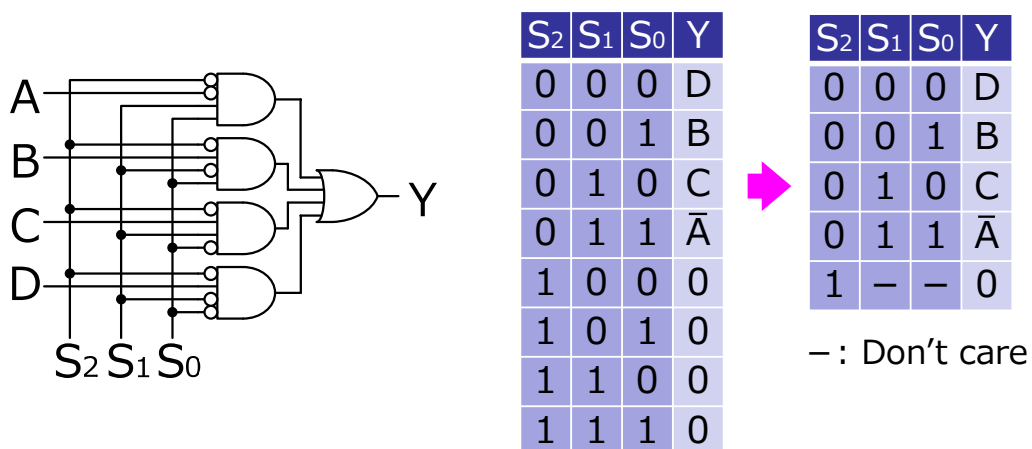 A
B
C
D
S2 S1 S0
Y
S2 S1 S0 Y
0 0 0 D
0 0 1 B
0 1 0 C
0 1 1 A̅
1 0 0 0
1 0 1 0
1 1 0 0
1 1 1 0
S2 S1 S0 Y
0 0 0 D
0 0 1 B
0 1 0 C
0 1 1 A̅
1 − − 0
−: Don't care